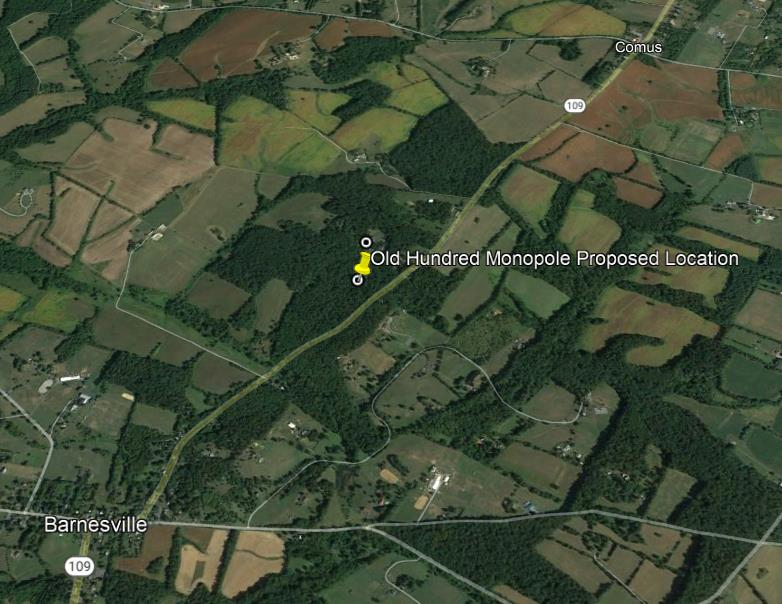 Comus
109
Old Hundred Monopole Proposed Location
Barnesville
109